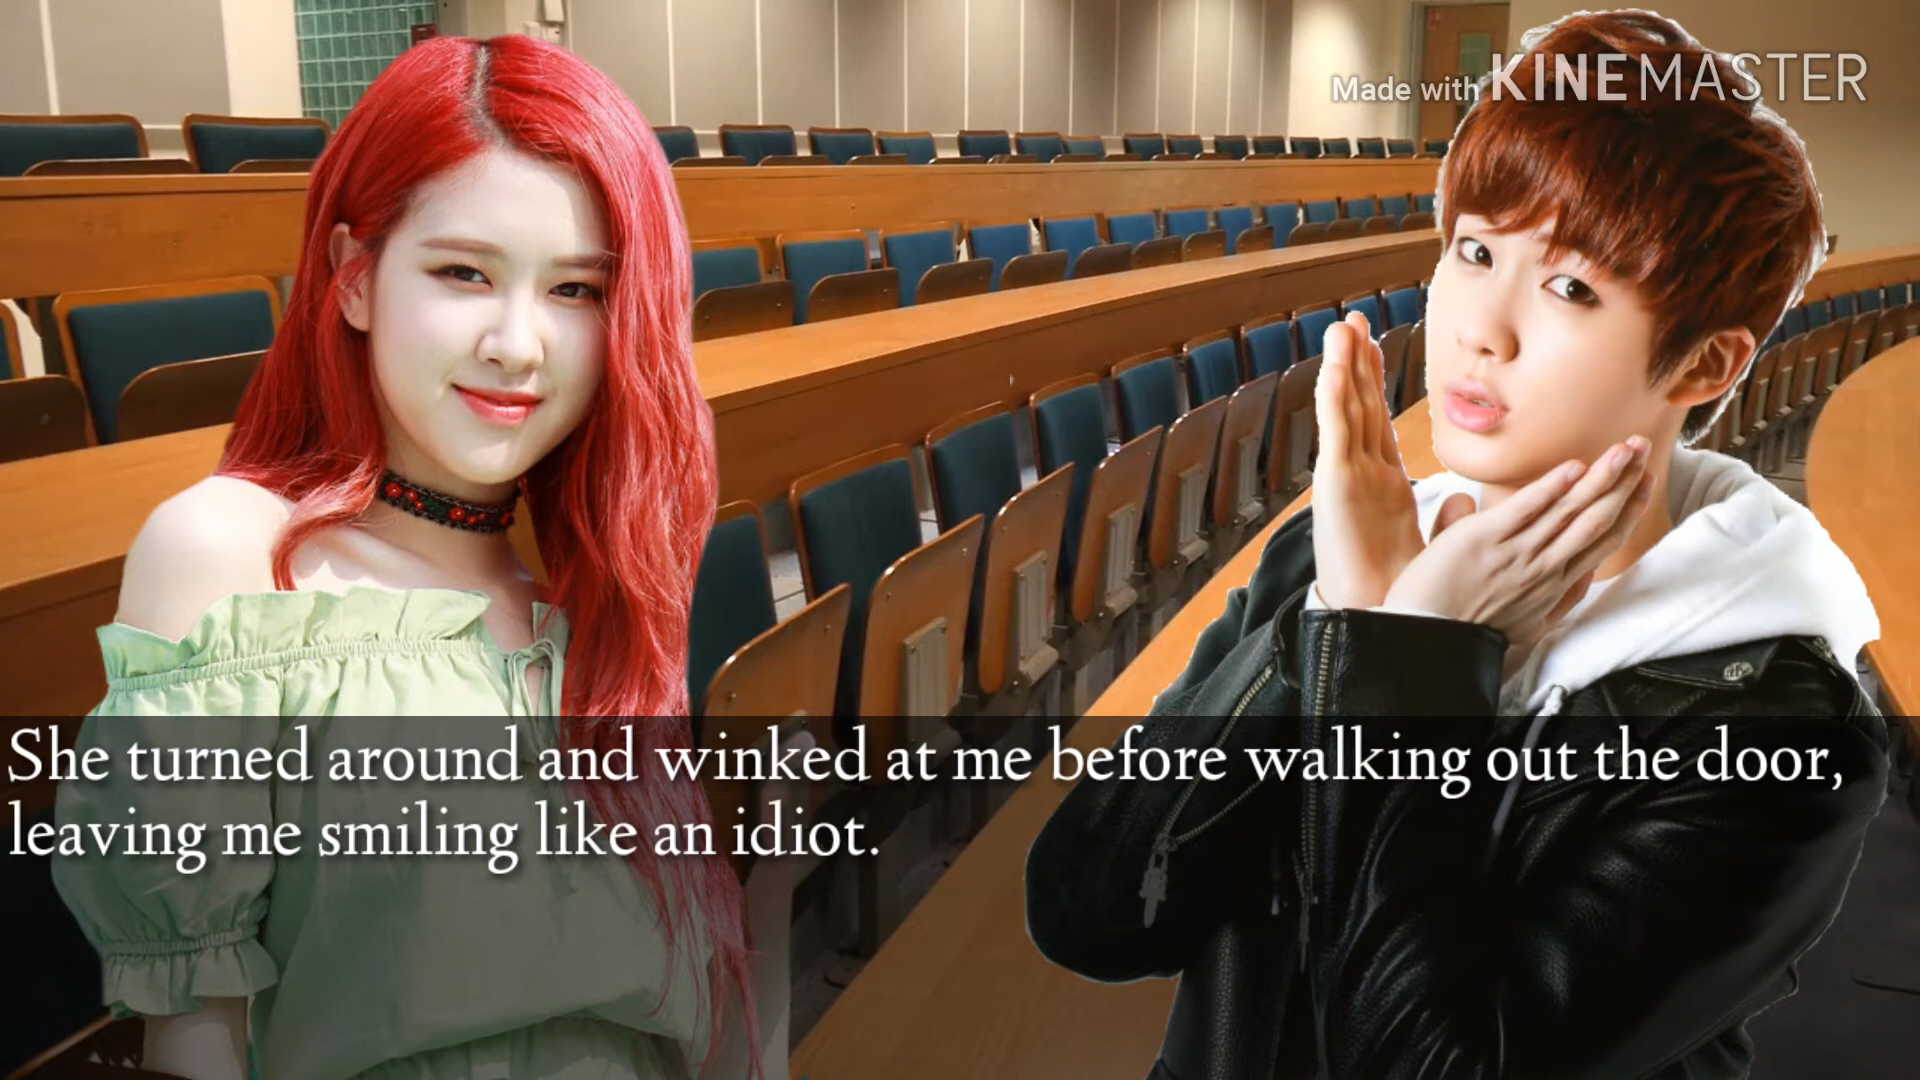 Made with KINEMASTER
She turned around and winked at me before walking out the door,
leaving me smiling like an idiot.